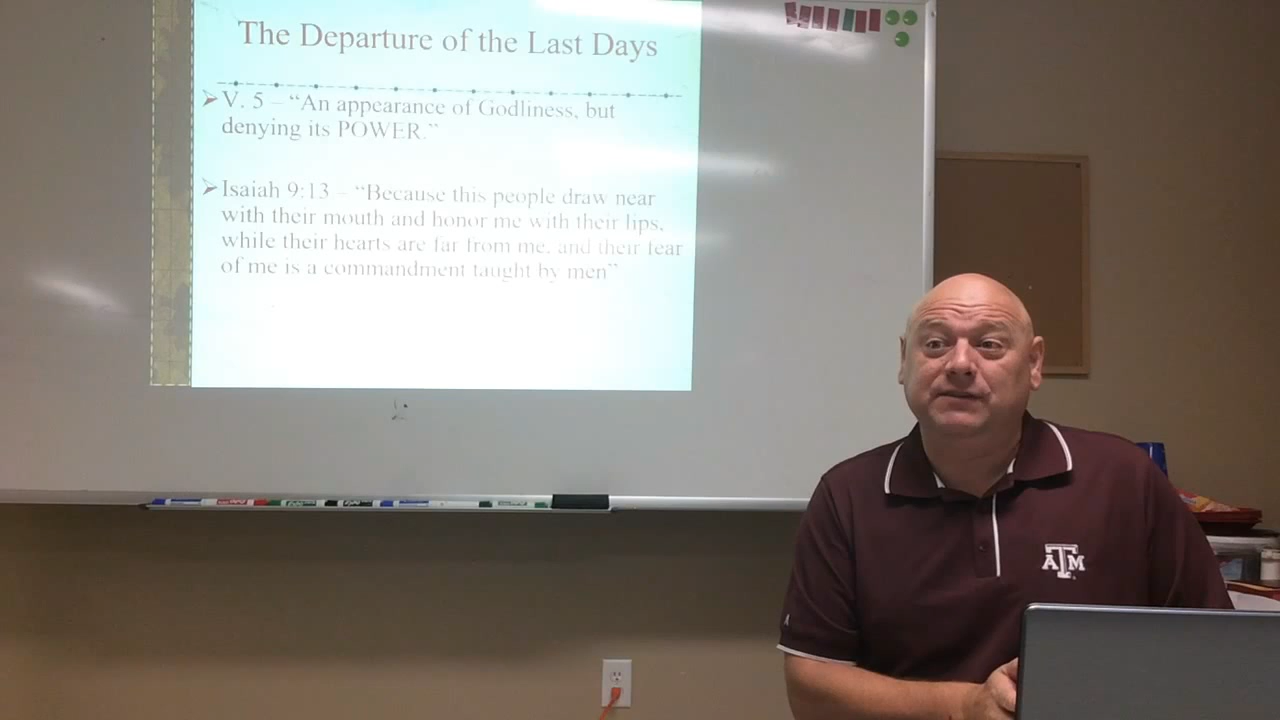 The Departure of the Last Days
➢ V. 5 – “An appearance of Godliness, but
denying its POWER.”
➢ Isaiah 9:13 – “Because this people draw near
with their mouth and honor me with their lips,
while their hearts are far from me, and their fear
of me is a commandment taught by men”
ATM